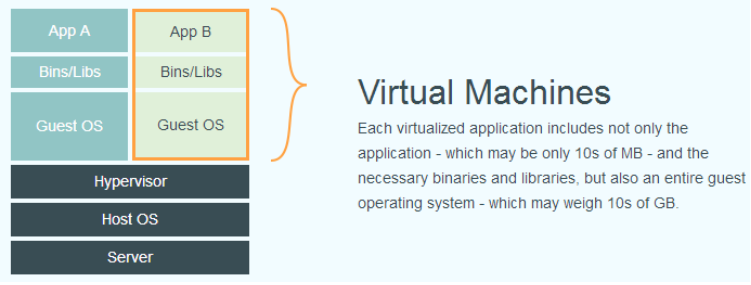 App A
App B
Bins/Libs
Bins/Libs
Guest OS
Guest OS
Hypervisor
Host OS
Server
Virtual Machines
Each virtualized application includes not only the
application - which may be only 10s of MB - and the
necessary binaries and libraries, but also an entire guest
operating system - which may weigh 10s of GB.